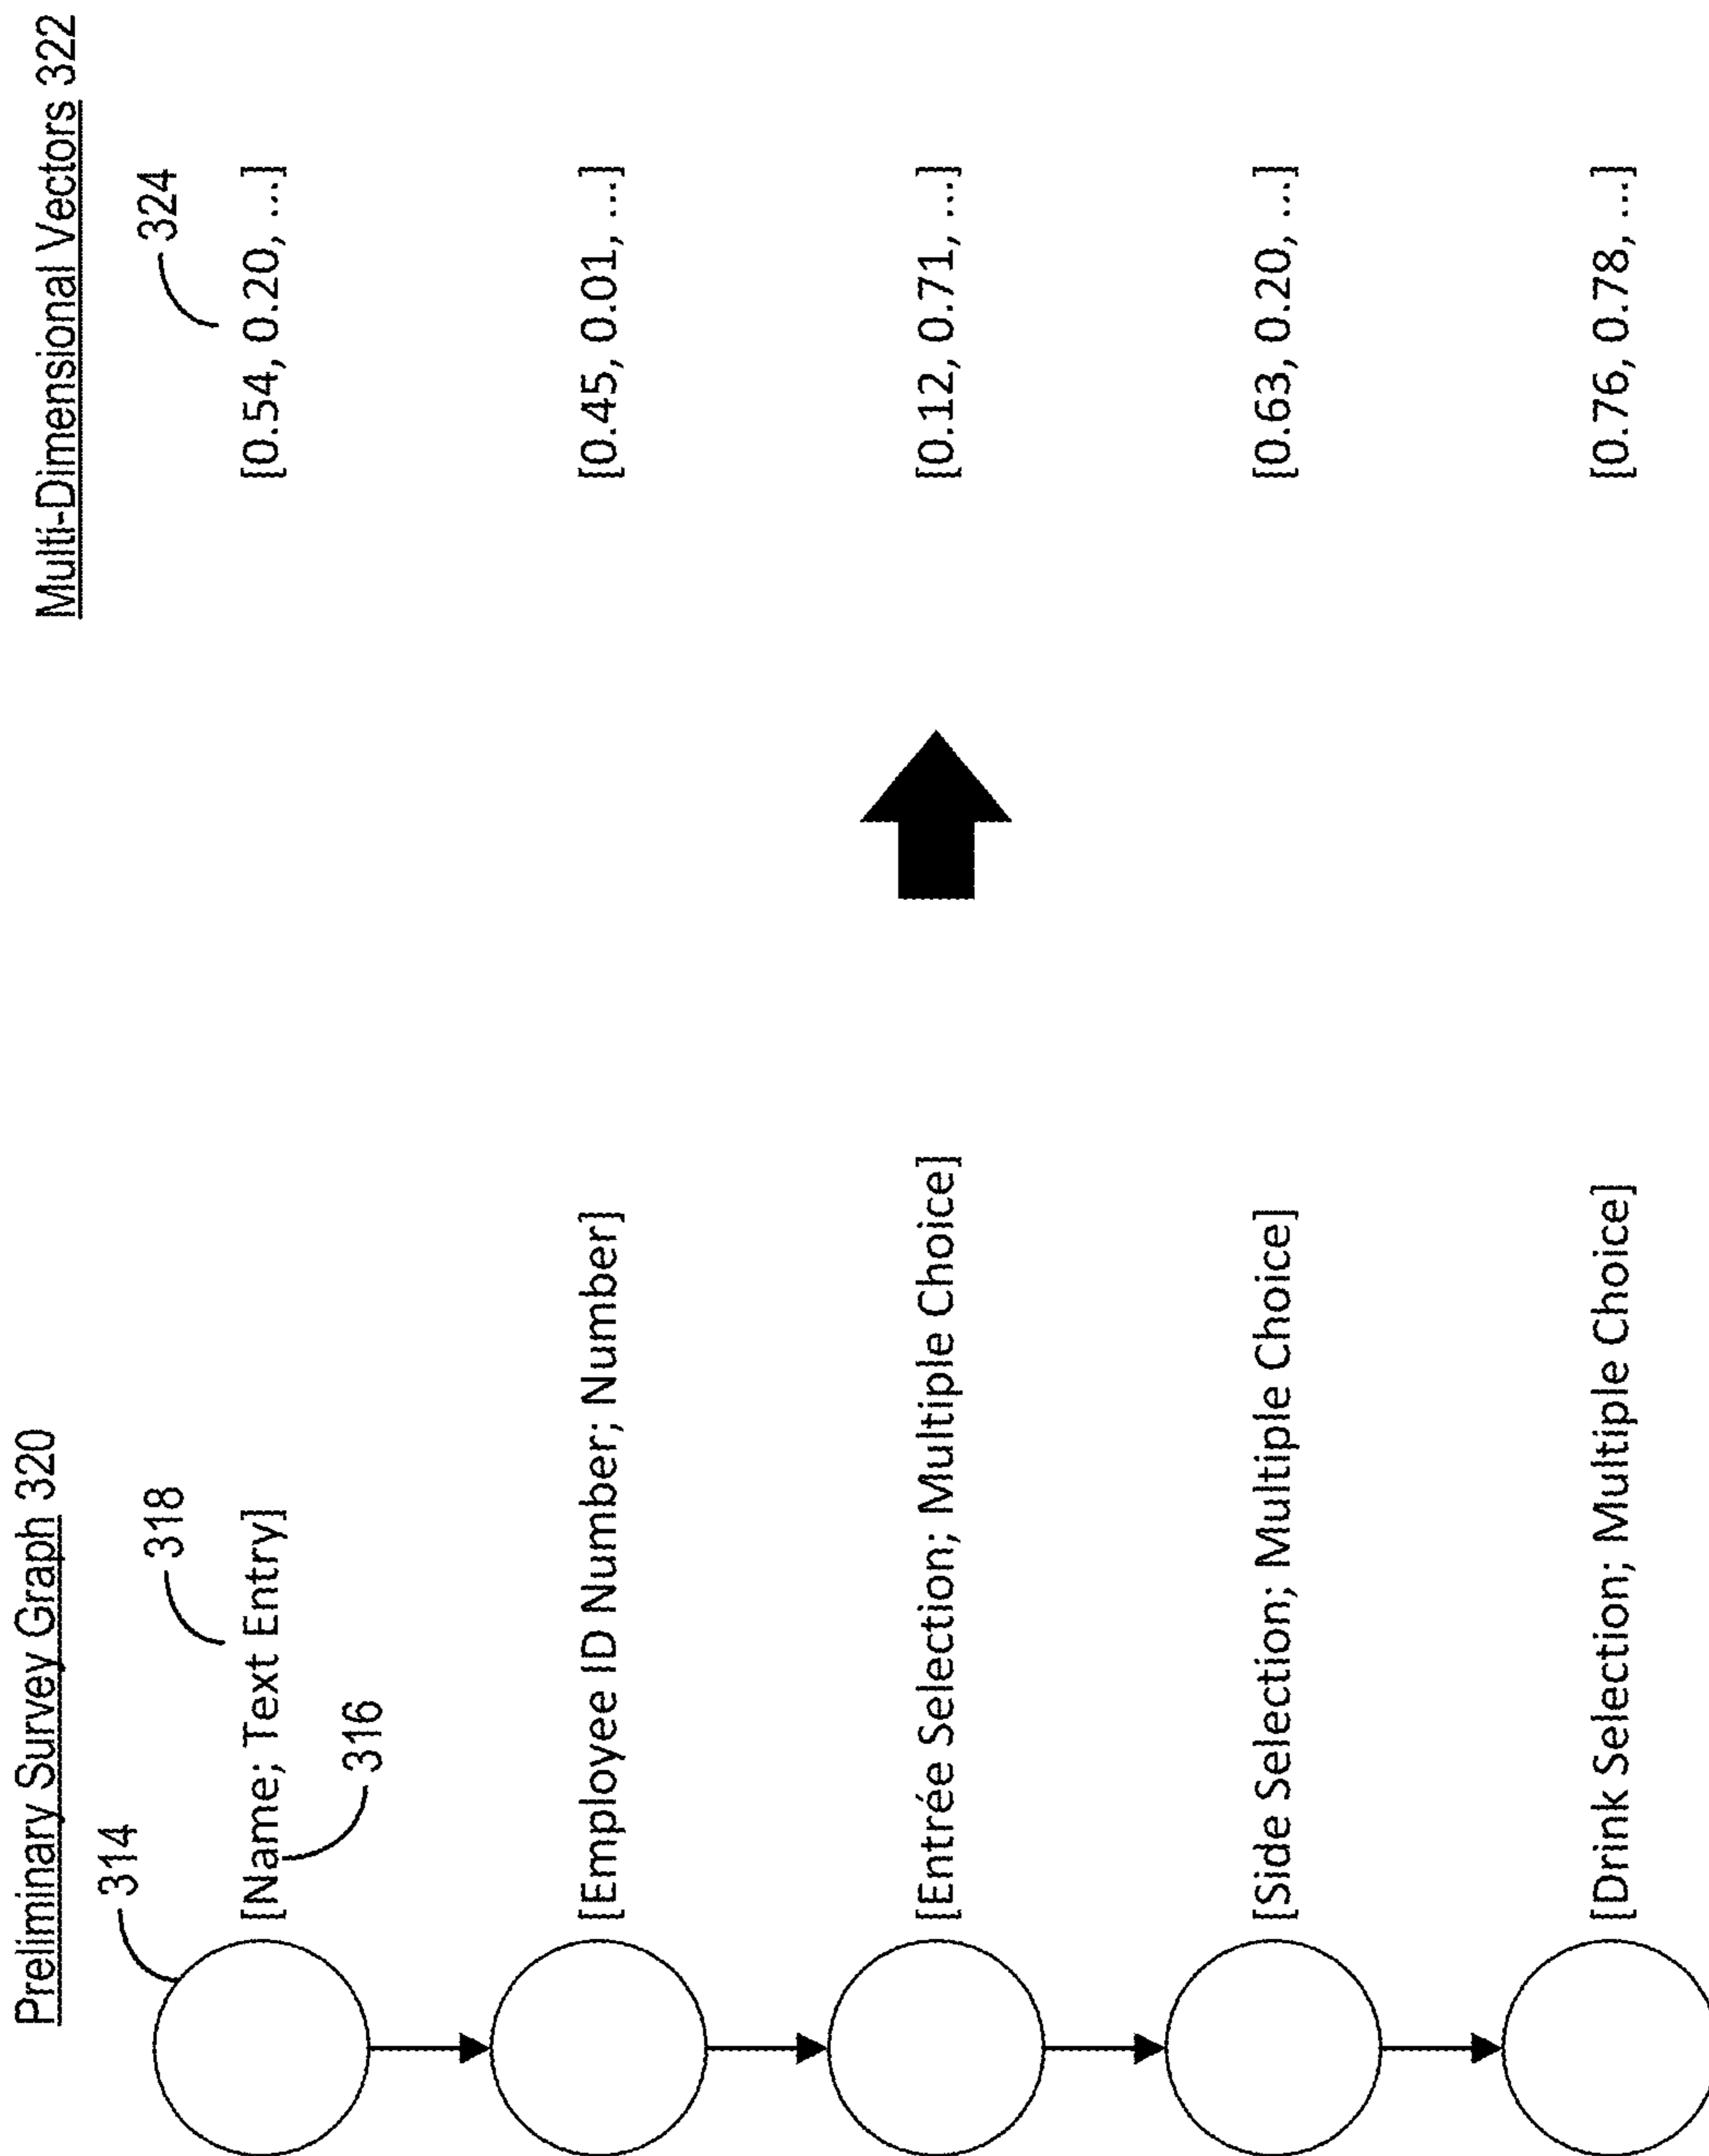 Preliminary Survey Graph 320
Multi-Dimensional Vectors 322
314
318
324
[Name; Text Entry]
[0.54, 0.20, ...]
316
[Employee ID Number; Number]
[0.45, 0.01, ...]
[Entrée Selection; Multiple Choice]
[0.12, 0.71, ...]
[Side Selection; Multiple Choice]
[0.63, 0.20, ...]
[Drink Selection; Multiple Choice]
[0.76, 0.78, ...]